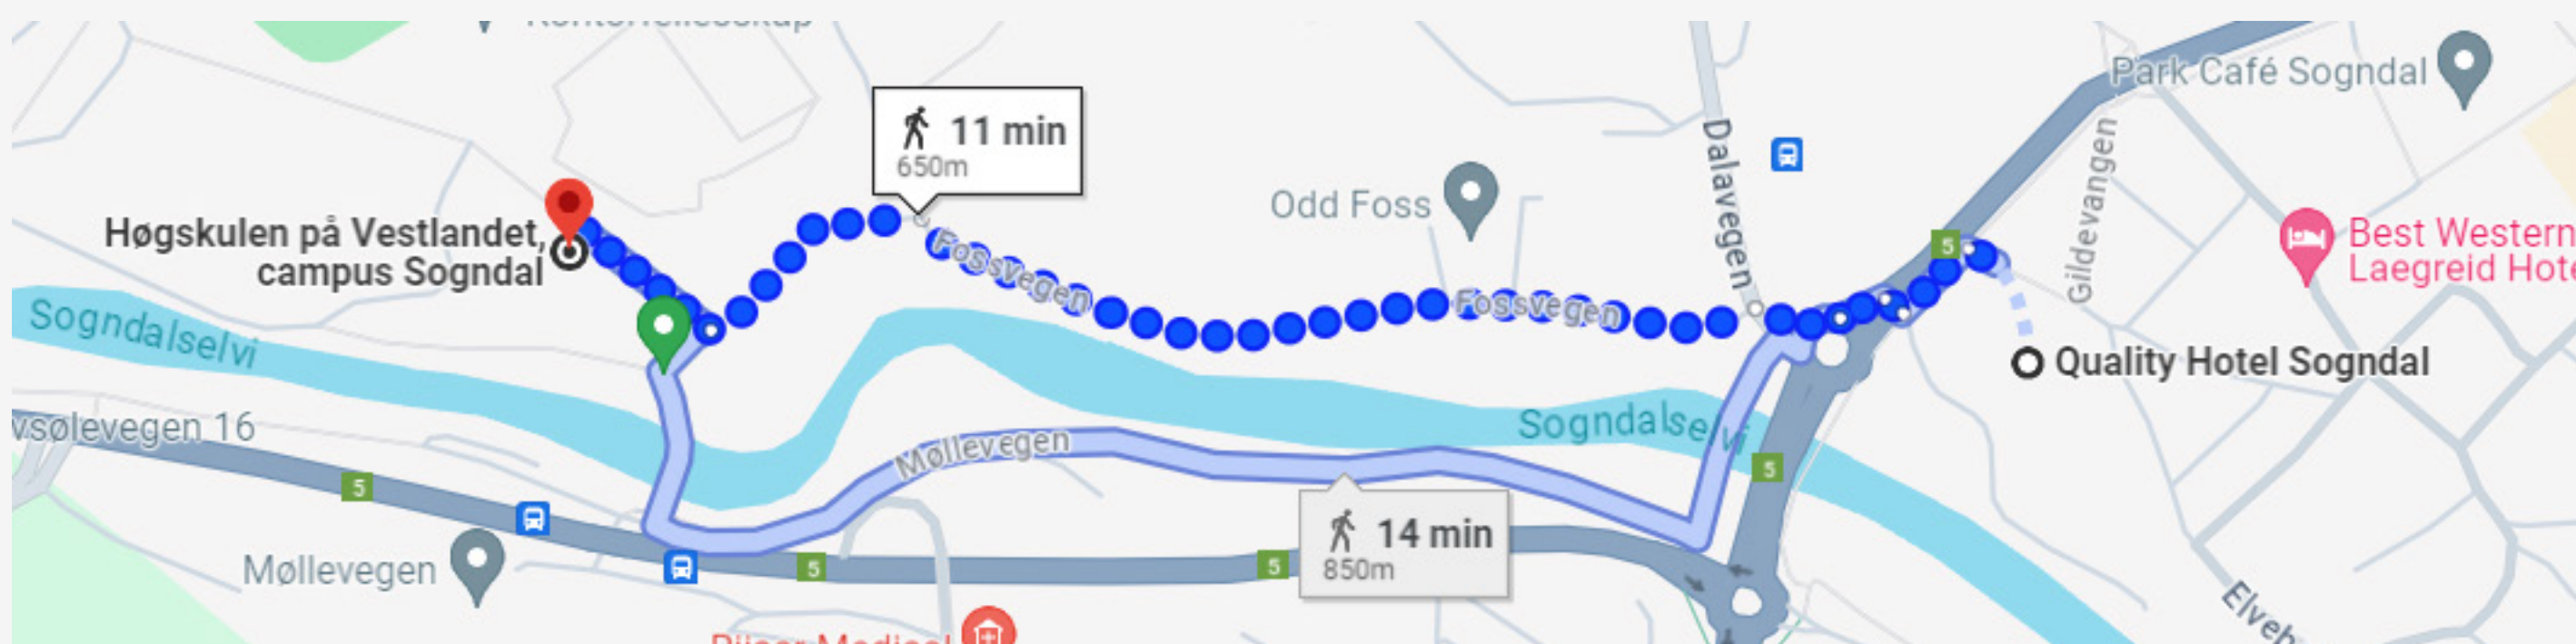 Park Café Sogndal
11 min
650m
Dalavegen
Gildevangen
Odd Foss
Høgskulen på Vestlandet,
campus Sogndal
5
Best Western
Laegreid Hot
Fossvegen
Fossvegen
Sogndalselvi
Quality Hotel Sogndal
vsølevegen 16
Møllevegen
Sogndalselvi
5
5
14 min
850m
5
5
Møllevegen
Elveb